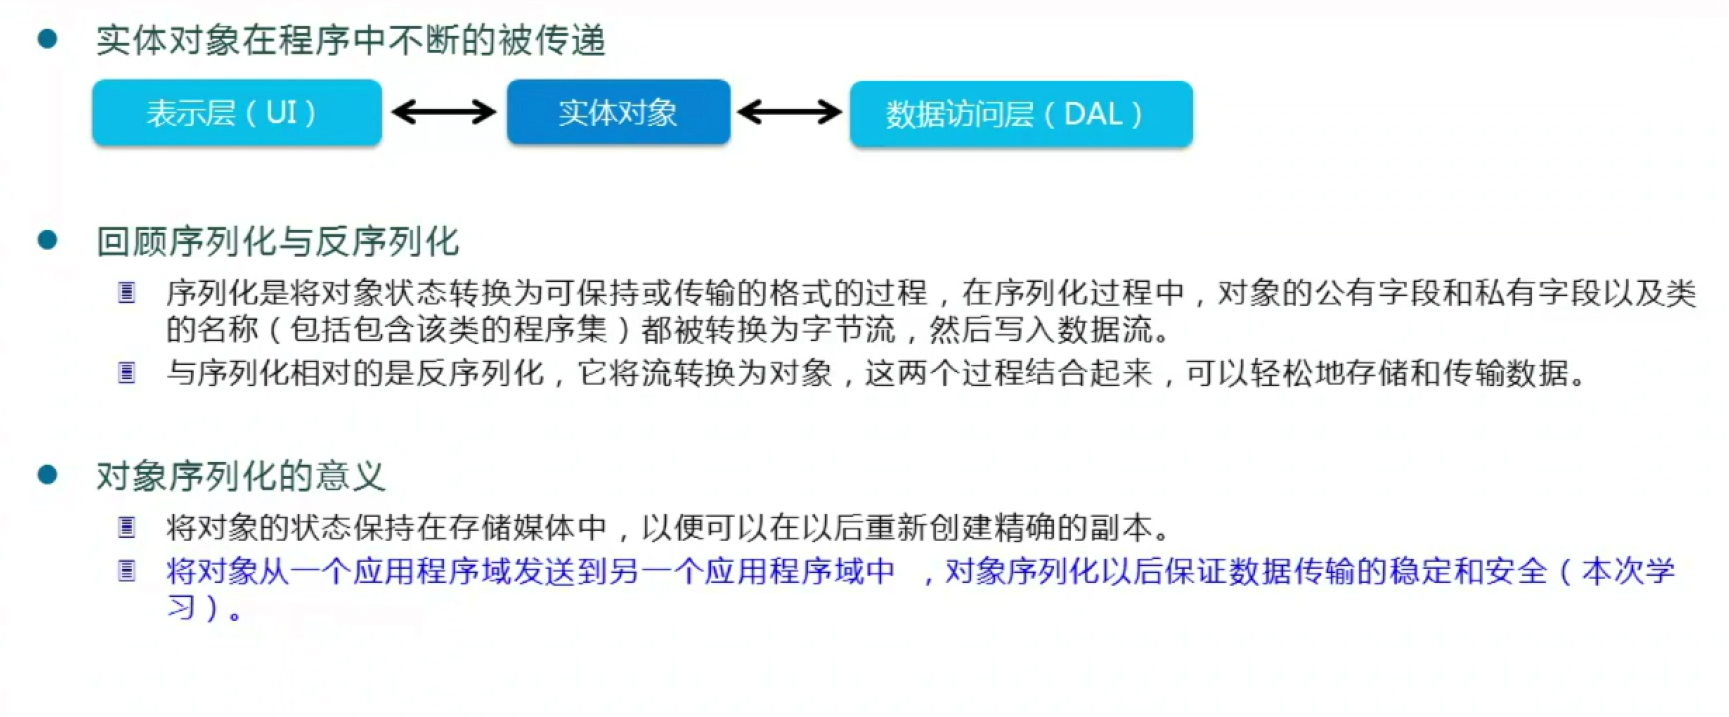 实体对象在程序中不断的被传递
表示层（UI） 实体对象 数据访问层（DAL）
回顾序列化与反序列化
序列化是将对象状态转换为可保持或传输的格式的过程，在序列化过程中，对象的公有字段和私有字段以及类
的名称（包括包含该类的程序集）都被转换为字节流，然后写入数据流。
与序列化相对的是反序列化，它将流转换为对象，这两个过程结合起来，可以轻松地存储和传输数据。
对象序列化的意义
将对象的状态保持在存储媒体中，以便可以在以后重新创建精确的副本。
将对象从一个应用程序域发送到另一个应用程序域中 ，对象序列化以后保证数据传输的稳定和安全（本次学
习）。